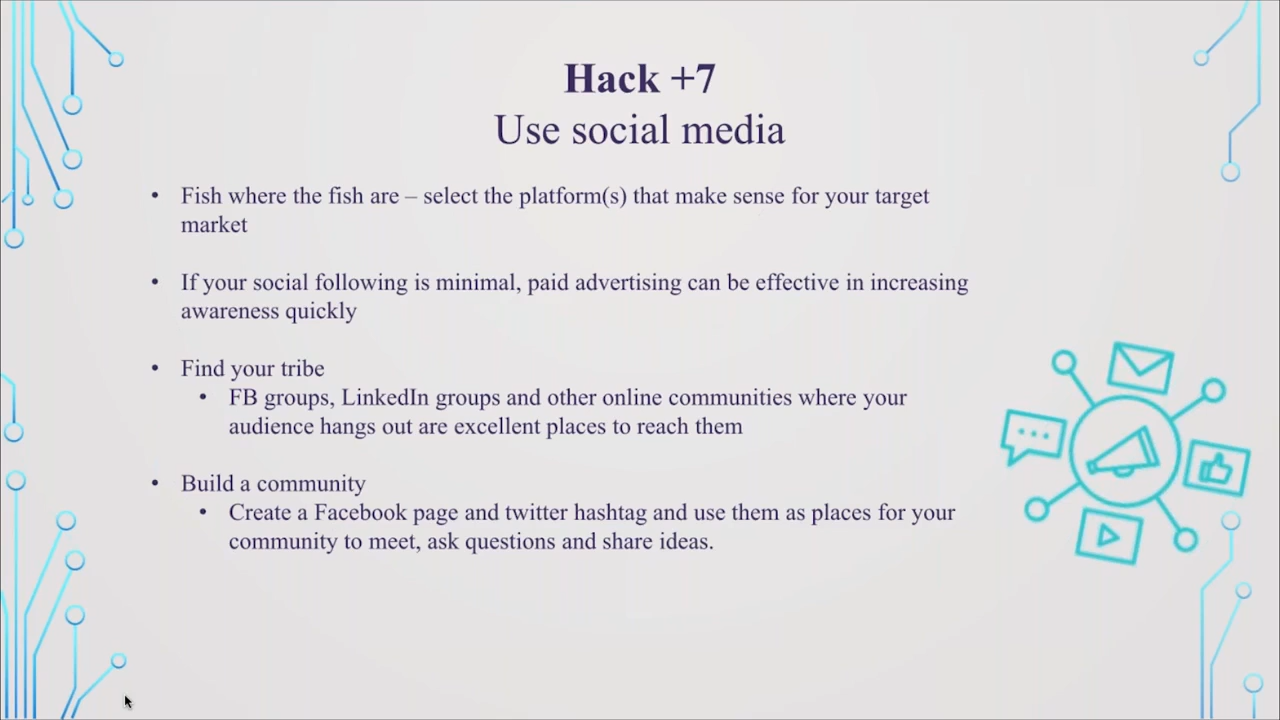 Hack +7
Use social media
• Fish where the fish are – select the platform(s) that make sense for your target
market
• If your social following is minimal, paid advertising can be effective in increasing
awareness quickly
• Find your tribe
• FB groups, LinkedIn groups and other online communities where your
audience hangs out are excellent places to reach them
• Build a community
• Create a Facebook page and twitter hashtag and use them as places for your
community to meet, ask questions and share ideas.